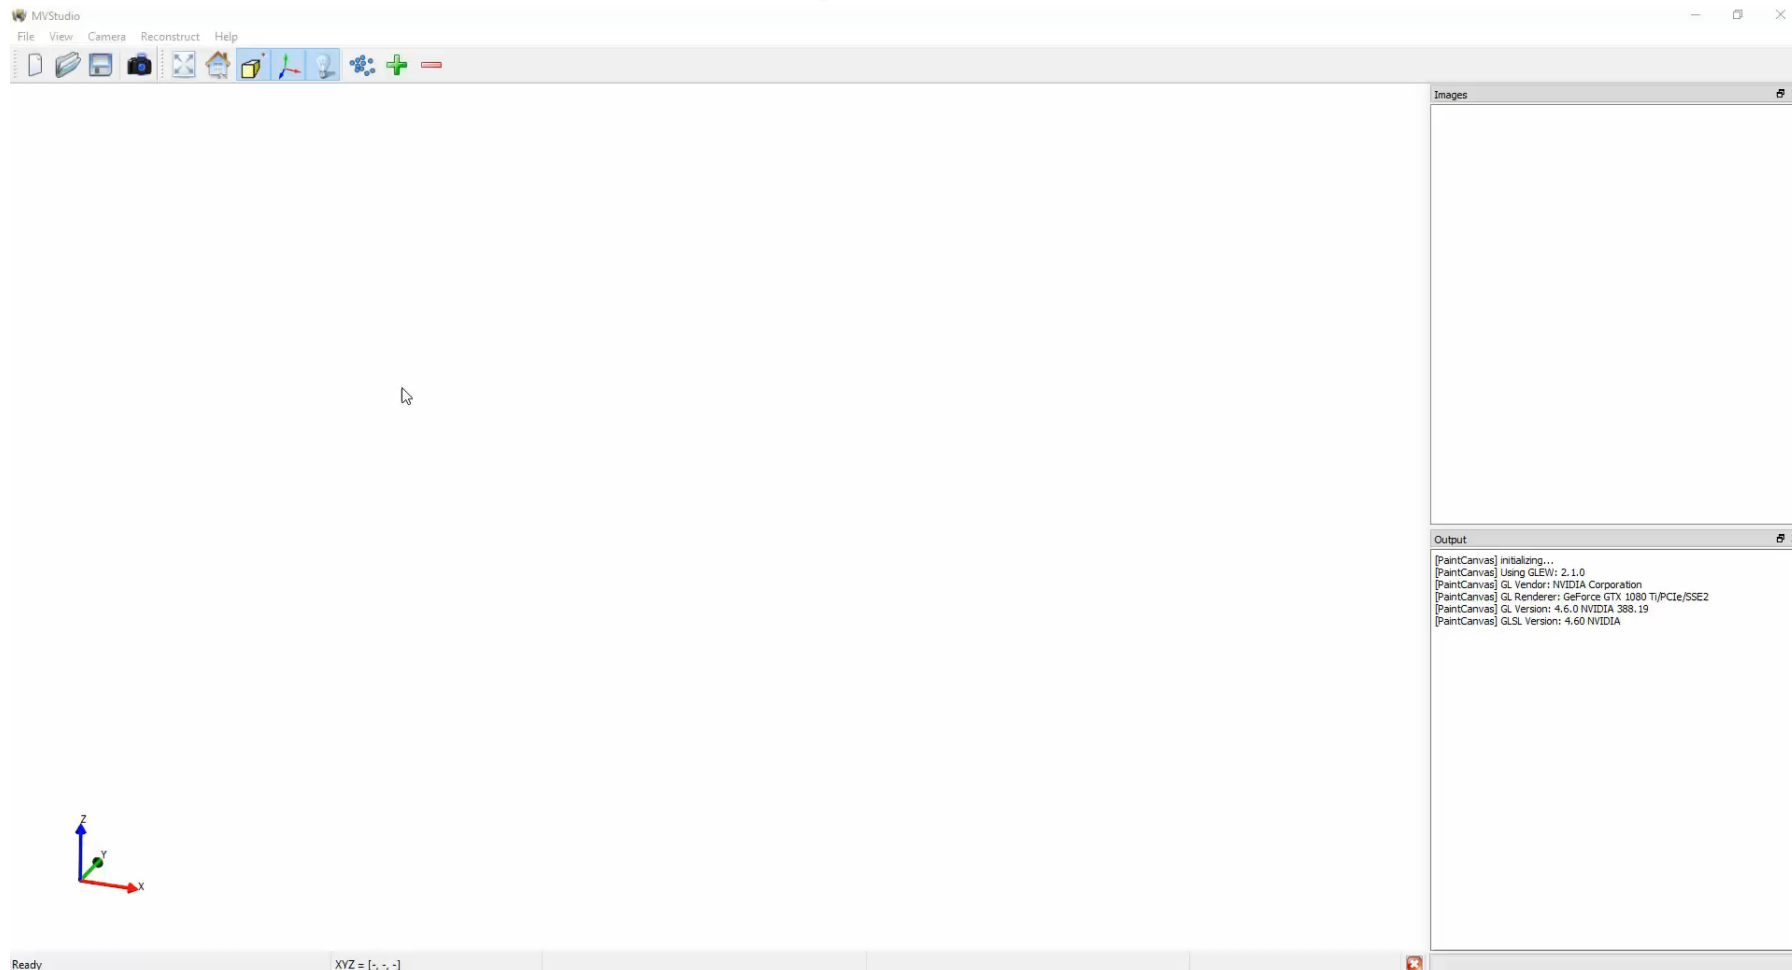 MVStudio
File View Camera Reconstruct Help
Images
Output
[PaintCanvas] initializing...
[PaintCanvas] Using GLEW: 2.1.0
[PaintCanvas] GL Vendor: NVIDIA Corporation
[PaintCanvas] GL Renderer: GeForce GTX 1080 Ti/PCIe/SSE2
[PaintCanvas] GL Version: 4.6.0 NVIDIA 388.19
[PaintCanvas] GLSL Version: 4.60 NVIDIA
Z
Y
X
Ready
XYZ = [-, -, -]